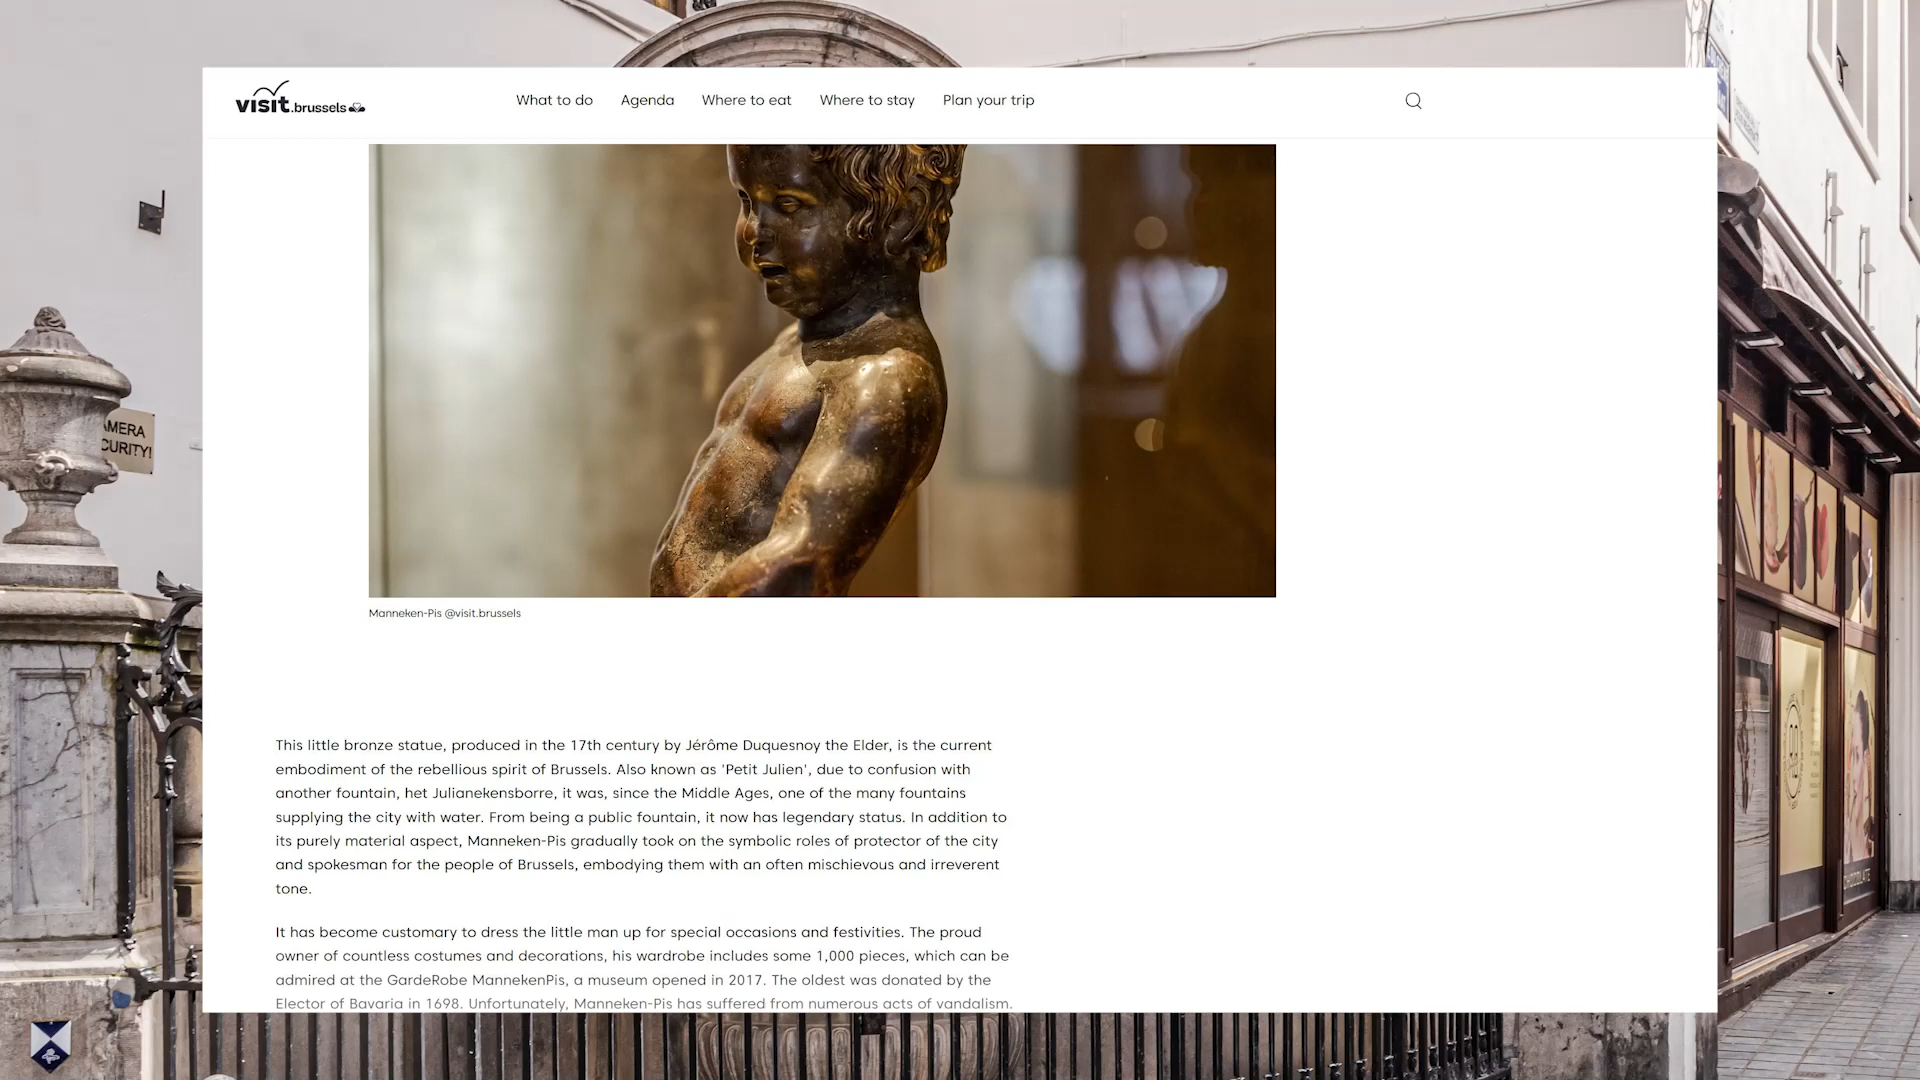 visit.brussels
What to do
Agenda
Where to eat
Where to stay
Plan your trip
AMERA
CURITY!
Manneken-Pis @visit.brussels
This little bronze statue, produced in the 17th century by Jérôme Duquesnoy the Elder, is the current
embodiment of the rebellious spirit of Brussels. Also known as 'Petit Julien', due to confusion with
another fountain, het Julianekensborre, it was, since the Middle Ages, one of the many fountains
supplying the city with water. From being a public fountain, it now has legendary status. In addition to
its purely material aspect, Manneken-Pis gradually took on the symbolic roles of protector of the city
and spokesman for the people of Brussels, embodying them with an often mischievous and irreverent
tone.
It has become customary to dress the little man up for special occasions and festivities. The proud
owner of countless costumes and decorations, his wardrobe includes some 1,000 pieces, which can be
admired at the GardeRobe MannekenPis, a museum opened in 2017. The oldest was donated by the
Elector of Bavaria in 1698. Unfortunately, Manneken-Pis has suffered from numerous acts of vandalism.
CHOCOLATE